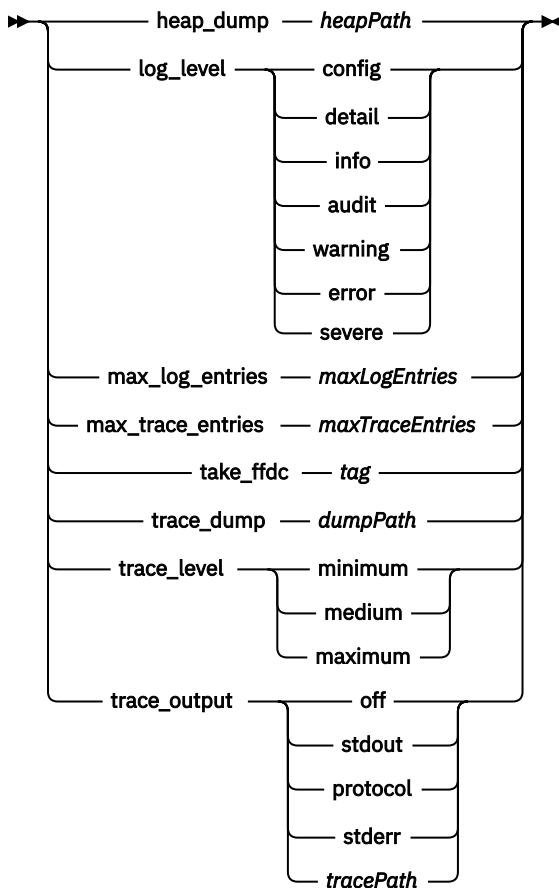 heap_dump heapPath
log_level config
detail
info
audit
warning
error
severe
max_log_entries maxLogEntries
max_trace_entries maxTraceEntries
take_ffdc tag
trace_dump dumpPath
trace_level minimum
medium
maximum
trace_output off
stdout
protocol
stderr
tracePath